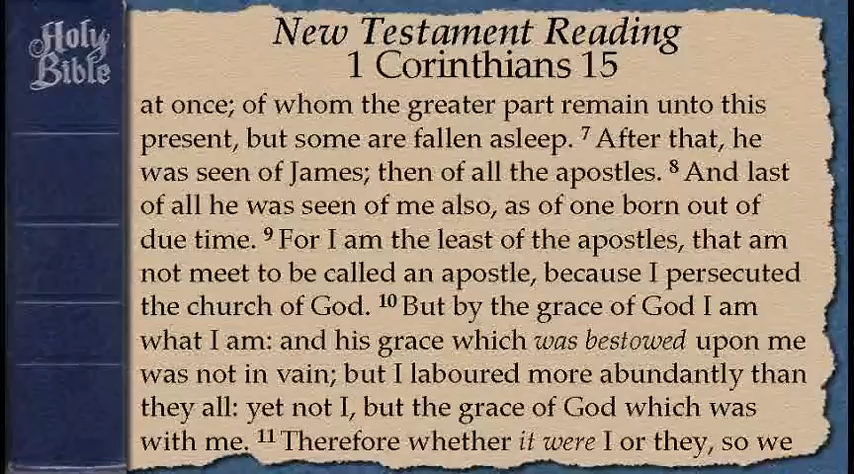 Holy
Bible
New Testament Reading
1 Corinthians 15
at once; of whom the greater part remain unto this
present, but some are fallen asleep. 7 After that, he
was seen of James; then of all the apostles. 8 And last
of all he was seen of me also, as of one born out of
due time. 9 For I am the least of the apostles, that am
not meet to be called an apostle, because I persecuted
the church of God. 10 But by the grace of God I am
what I am: and his grace which was bestowed upon me
was not in vain; but I laboured more abundantly than
they all: yet not I, but the grace of God which was
with me. 11 Therefore whether it were I or they, so we